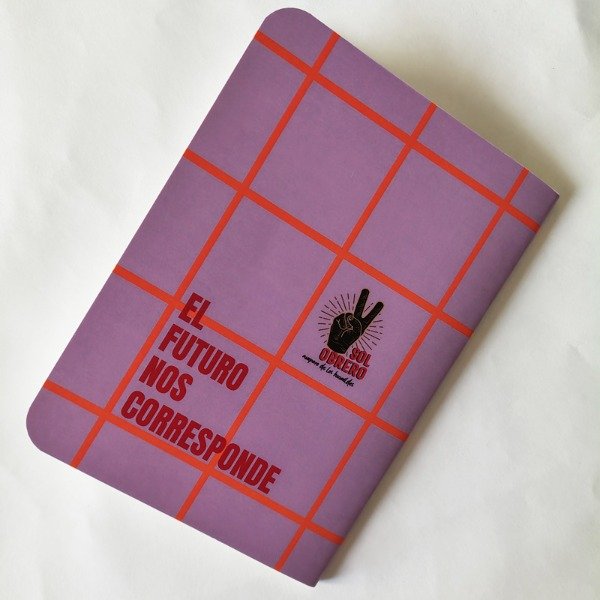 EL
FUTURO
NOS
CORRESPONDE
SOL
OBRERO